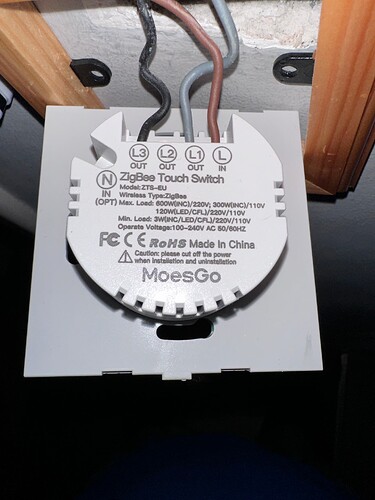 L3 L2 L1 L
OUT OUT OUT IN
N ZigBee Touch Switch
IN Model:ZTS-EU
(OPT) Wireless Type:ZigBee
Max. Load: 600W(INC)/220V; 300W(INC)/110V
120W(LED/CFL)/220V/110V
Min. Load: 3W(INC/LED/CFL)/220V/110V
Operate Voltage:100-240V AC 50/60HZ
FC CE RoHS Made in China
Caution: please cut off the power
when installation and uninstallation
MoesGo